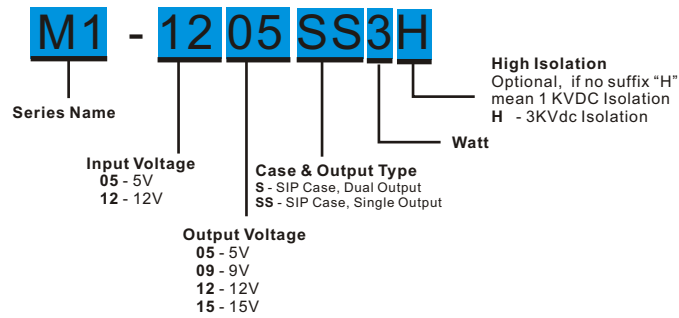 M1 - 12 05 SS 3 H
High Isolation
Optional, if no suffix “H”
mean 1 KVDC Isolation
H - 3KVdc Isolation
Series Name
Watt
Input Voltage
05 - 5V
12 - 12V
Case & Output Type
S - SIP Case, Dual Output
SS - SIP Case, Single Output
Output Voltage
05 - 5V
09 - 9V
12 - 12V
15 - 15V